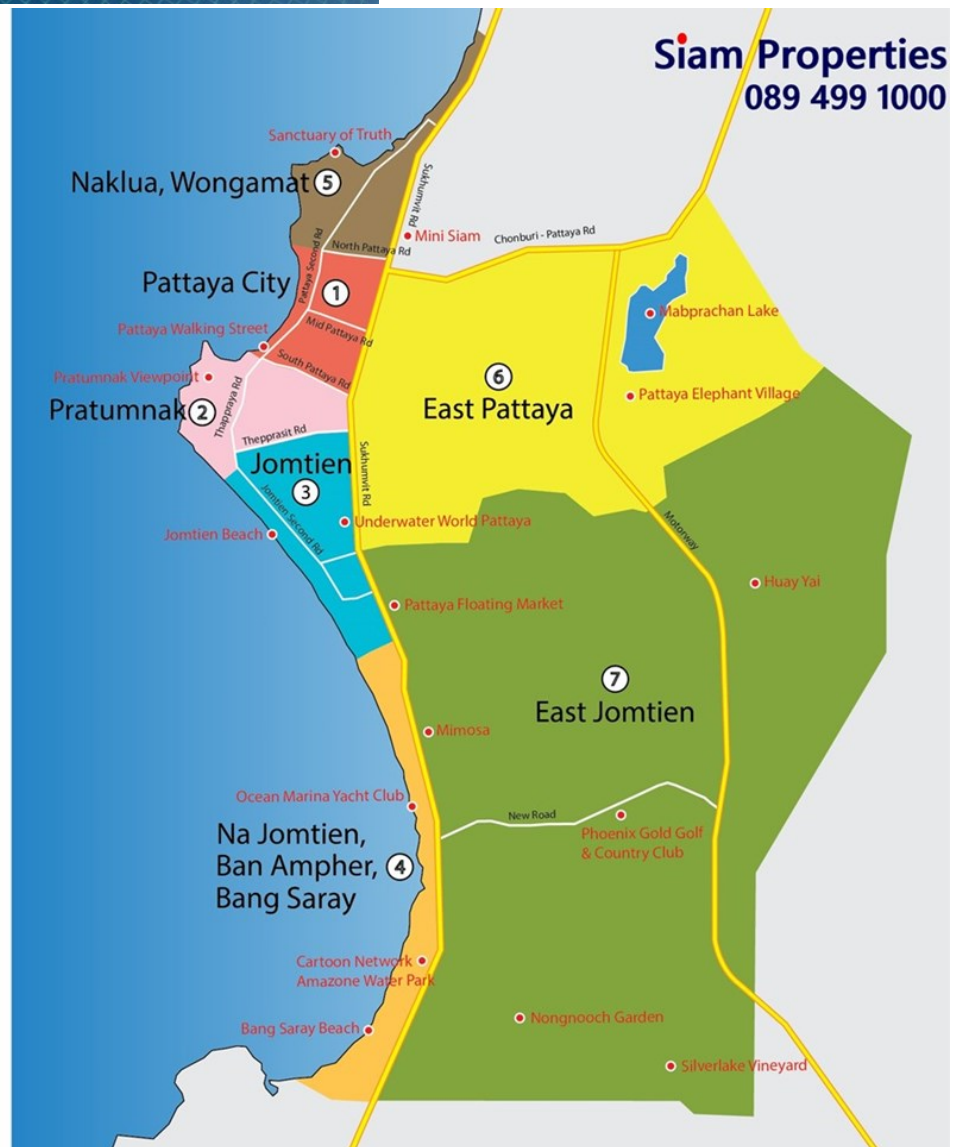 Siam Properties
089 499 1000
Sanctuary of Truth
Naklua, Wongamat 5
Sukhumvit Rd
Mini Siam
Chonburi - Pattaya Rd
North Pattaya Rd
Pattaya Second Rd
Pattaya City
1
Mabprachan Lake
Mid Pattaya Rd
Pattaya Walking Street
South Pattaya Rd
Pratumnak Viewpoint
6
East Pattaya
Pattaya Elephant Village
Pratumnak 2
Thappraya Rd
Thepprasit Rd
Sukhumvit Rd
Jomtien
3
Jomtien Second Rd
Underwater World Pattaya
Motorway
Jomtien Beach
Huay Yai
Pattaya Floating Market
7
East Jomtien
Mimosa
Ocean Marina Yacht Club
New Road
Phoenix Gold Golf
& Country Club
Na Jomtien,
Ban Ampher, 4
Bang Saray
Cartoon Network
Amazone Water Park
Nongnooch Garden
Bang Saray Beach
Silverlake Vineyard